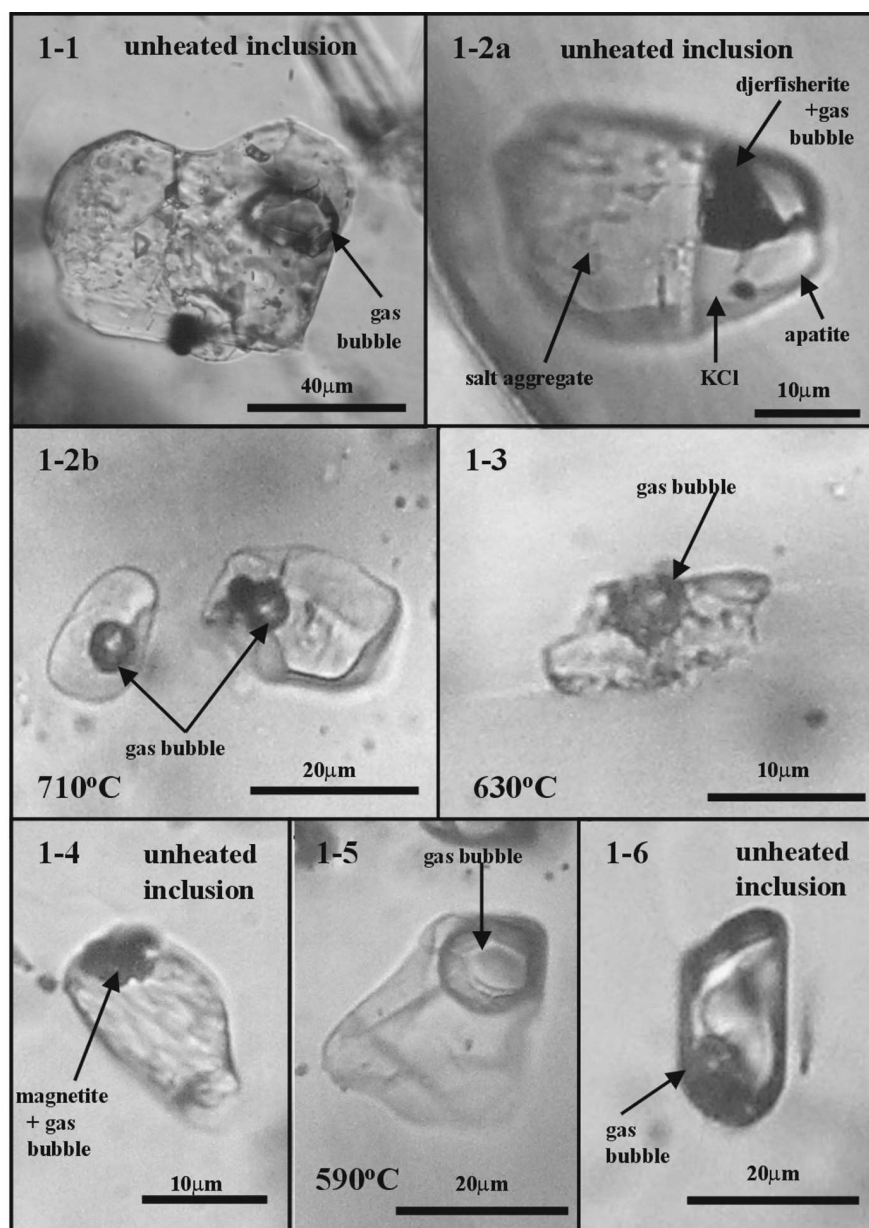 1-1
unheated inclusion
gas
bubble
40μm
1-2a
unheated inclusion
djerfisherite
+gas
bubble
salt aggregate
KCl
apatite
10μm
1-2b
gas bubble
710°C
20μm
1-3
gas bubble
630°C
10μm
1-4
unheated
inclusion
magnetite
+ gas
bubble
10μm
1-5
gas bubble
590°C
20μm
1-6
unheated
inclusion
gas
bubble
20μm